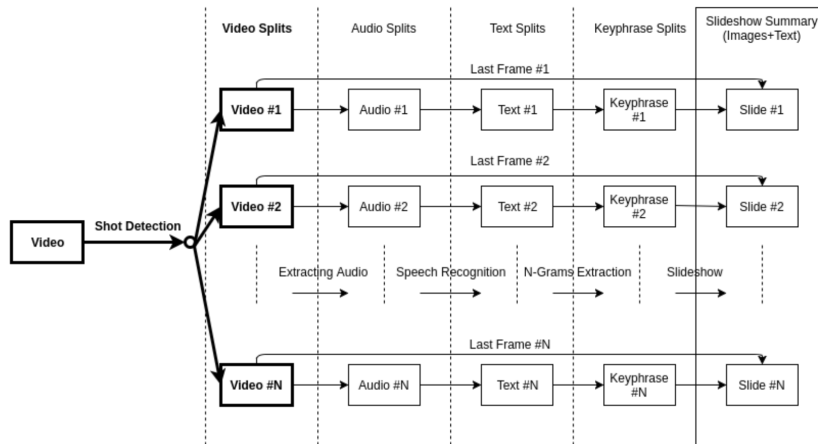 Video Splits
Audio Splits
Text Splits
Keyphrase Splits
Slideshow Summary
(Images+Text)
Last Frame #1
Video #1
Audio #1
Text #1
Keyphrase
#1
Slide #1
Last Frame #2
Video #2
Audio #2
Text #2
Keyphrase
#2
Slide #2
Shot Detection
Video
Extracting Audio
Speech Recognition
N-Grams Extraction
Slideshow
Last Frame #N
Video #N
Audio #N
Text #N
Keyphrase
#N
Slide #N